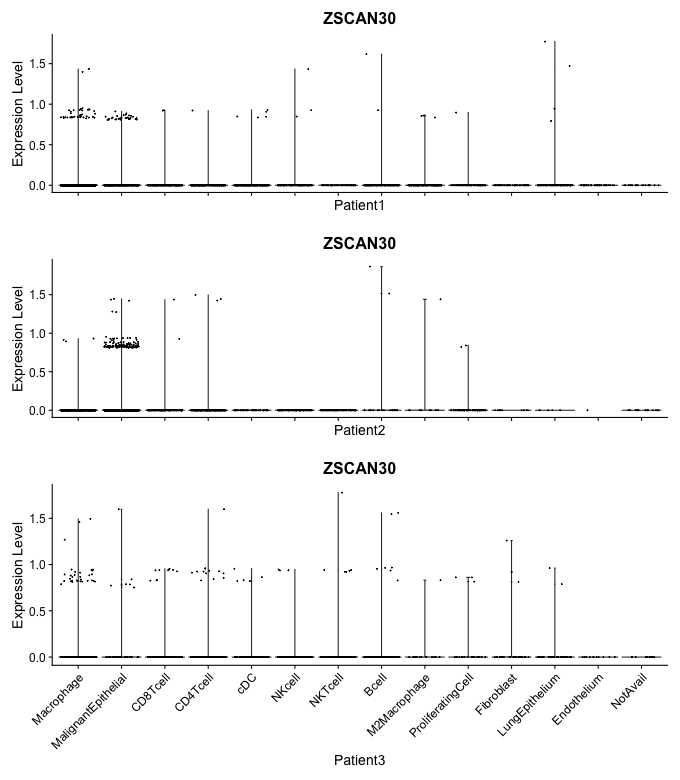 ZSCAN30
Expression Level
1.5
1.0
0.5
0.0
Patient1
ZSCAN30
Expression Level
1.5
1.0
0.5
0.0
Patient2
ZSCAN30
Expression Level
1.5
1.0
0.5
0.0
Macrophage
MalignantEpithelial
CD8Tcell
CD4Tcell
cDC
NKcell
NKTcell
Bcell
M2Macrophage
ProliferatingCell
Fibroblast
LungEpithelium
Endothelium
NotAvail
Patient3